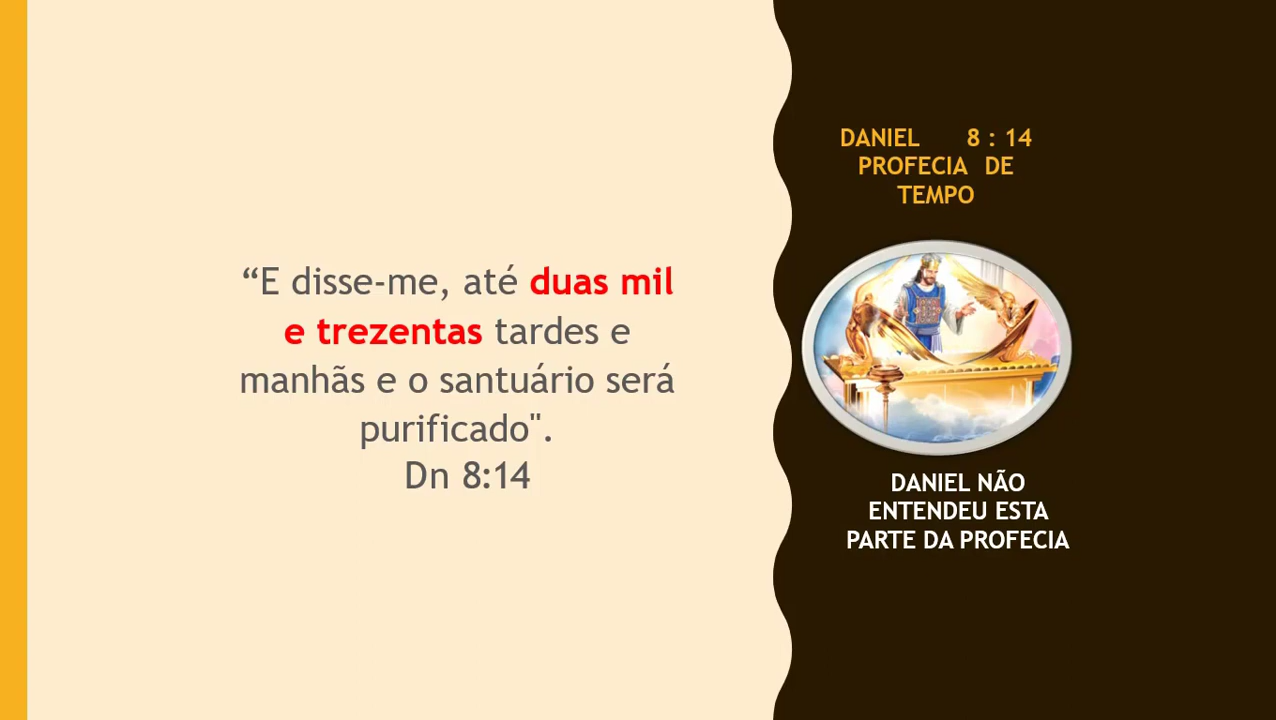 “E disse-me, até duas mil
e trezentas tardes e
manhãs e o santuário será
purificado".
Dn 8:14
DANIEL 8 : 14
PROFECIA DE
TEMPO
DANIEL NÃO
ENTENDEU ESTA
PARTE DA PROFECIA